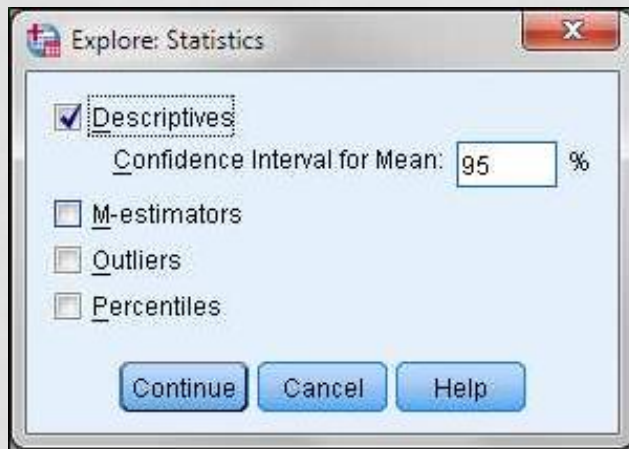 Explore: Statistics
Descriptives
Confidence Interval for Mean: 95 %
M-estimators
Outliers
Percentiles
Continue Cancel Help